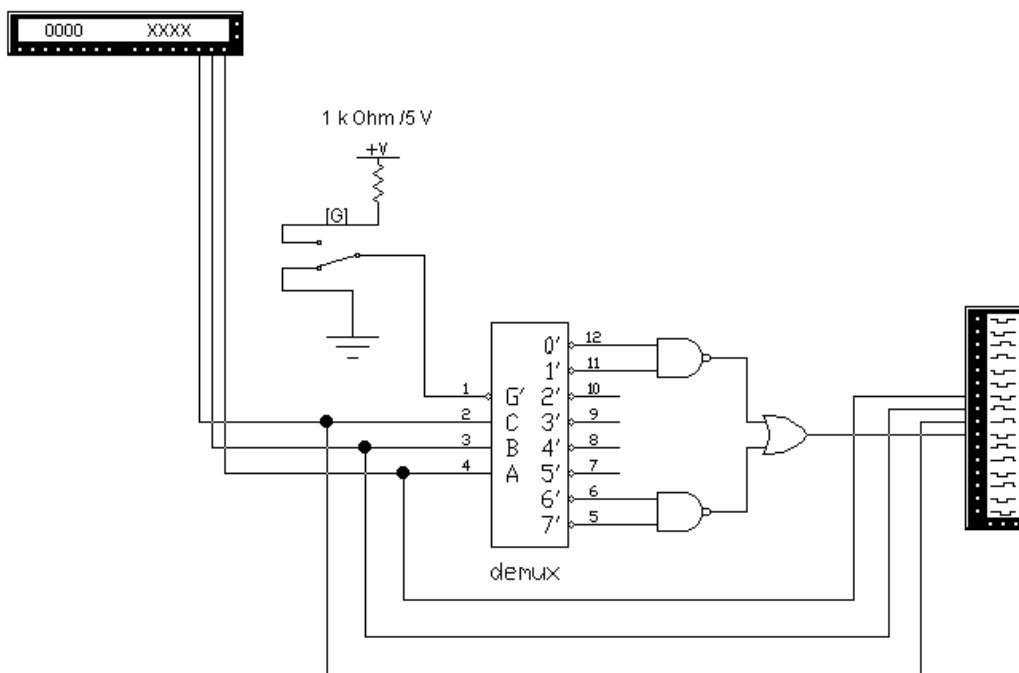 0000 XXXX
1 k Ohm /5 V
+V
[G]
0' 12
1' 11
1 G' 2' 10
2 C 3' 9
3 B 4' 8
4 A 5' 7
6' 6
7' 5
demux